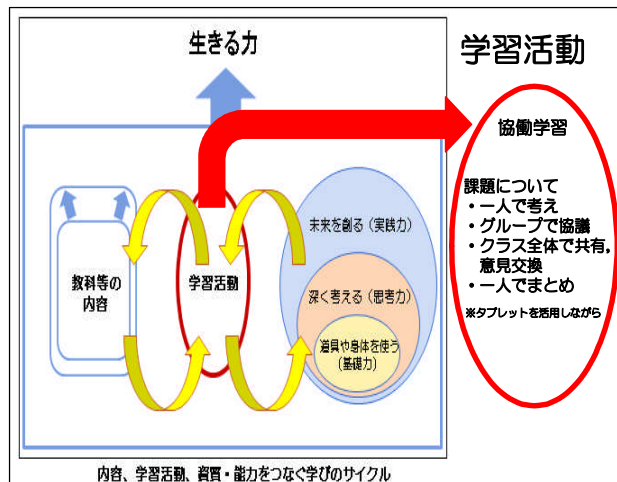 生きる力
学習活動
協働学習
課題について
・一人で考え
・グループで協議
・クラス全体で共有,
意見交換
・一人でまとめ
※タブレットを活用しながら
教科等の
内容
学習活動
未来を創る（実践力）
深く考える（思考力）
道具や身体を使う
（基礎力）
内容、学習活動、資質・能力をつなぐ学びのサイクル